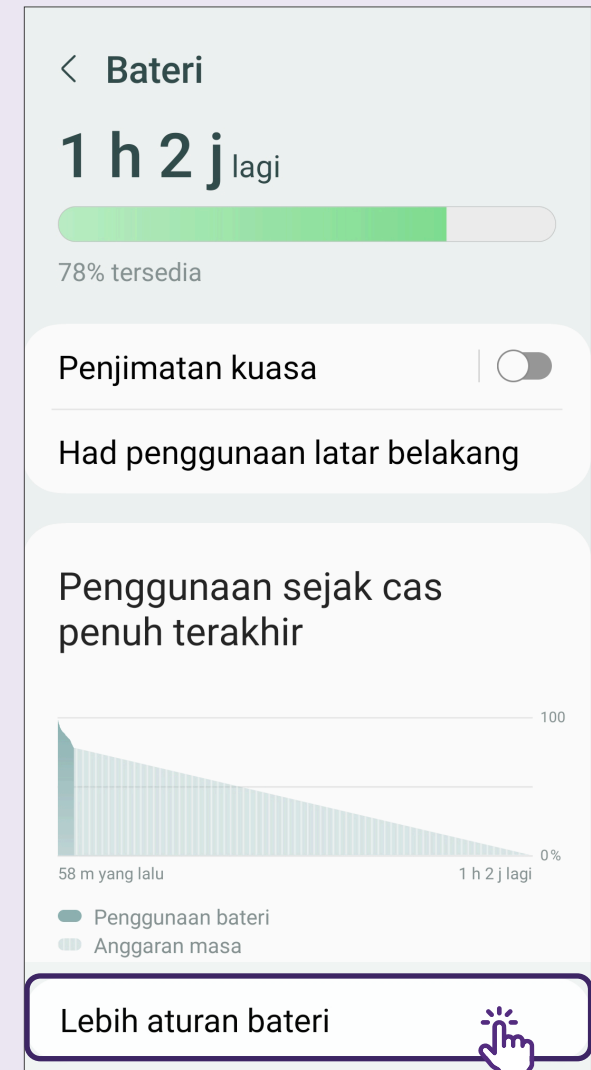 Bateri
1 h 2 j lagi
78% tersedia
Penjimatan kuasa
Had penggunaan latar belakang
Penggunaan sejak cas
penuh terakhir
100
0%
58 m yang lalu
1 h 2 j lagi
Penggunaan bateri
Anggaran masa
Lebih aturan bateri